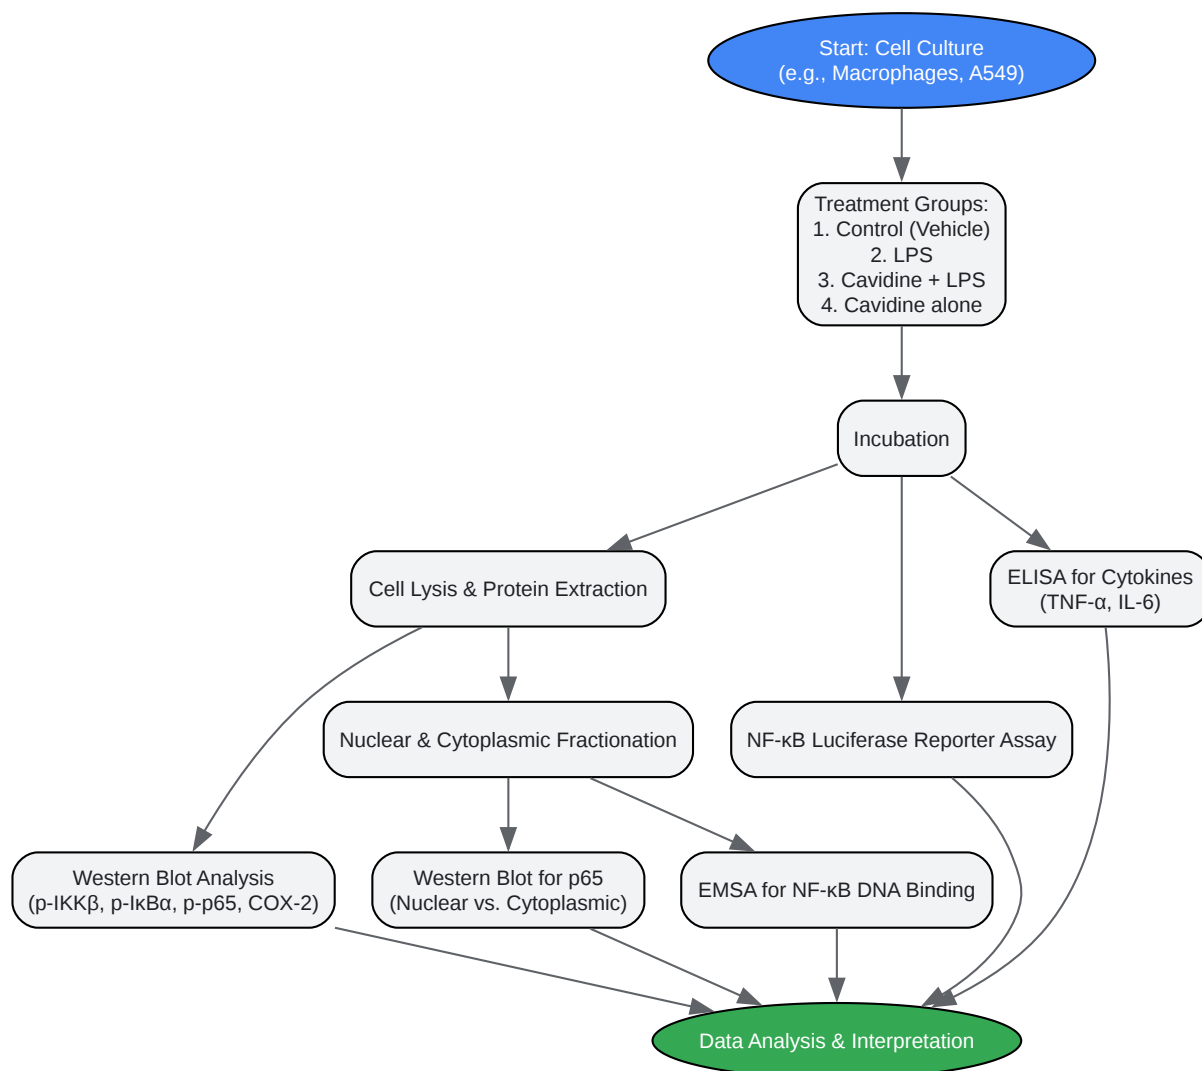 Start: Cell Culture
(e.g., Macrophages, A549)
Treatment Groups:
1. Control (Vehicle)
2. LPS
3. Cavidine + LPS
4. Cavidine alone
Incubation
Cell Lysis & Protein Extraction
ELISA for Cytokines
(TNF-α, IL-6)
Nuclear & Cytoplasmic Fractionation
NF-κB Luciferase Reporter Assay
Western Blot Analysis
(p-IKKβ, p-IκBα, p-p65, COX-2)
Western Blot for p65
(Nuclear vs. Cytoplasmic)
EMSA for NF-κB DNA Binding
Data Analysis & Interpretation